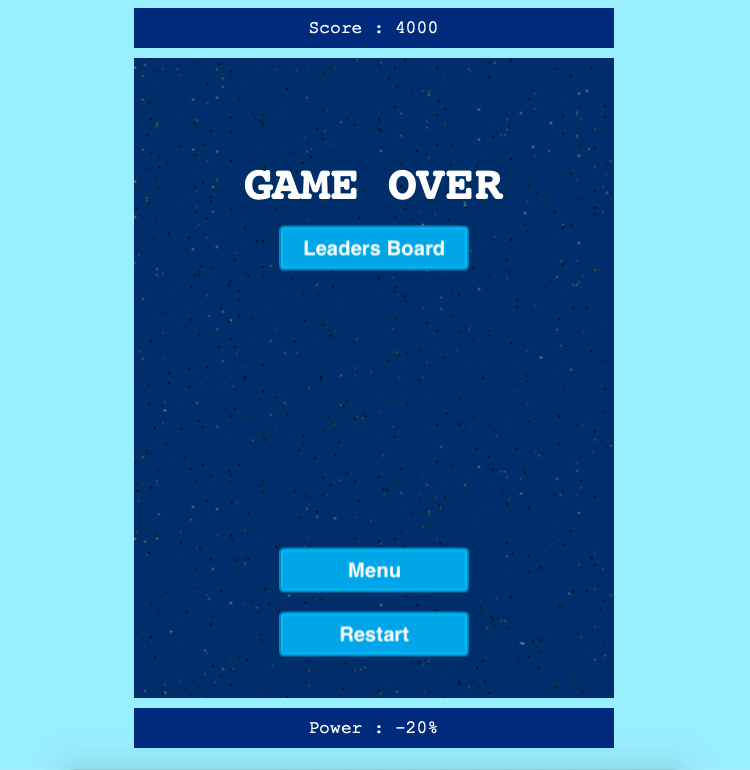 Score : 4000
GAME OVER
Leaders Board
Menu
Restart
Power : -20%